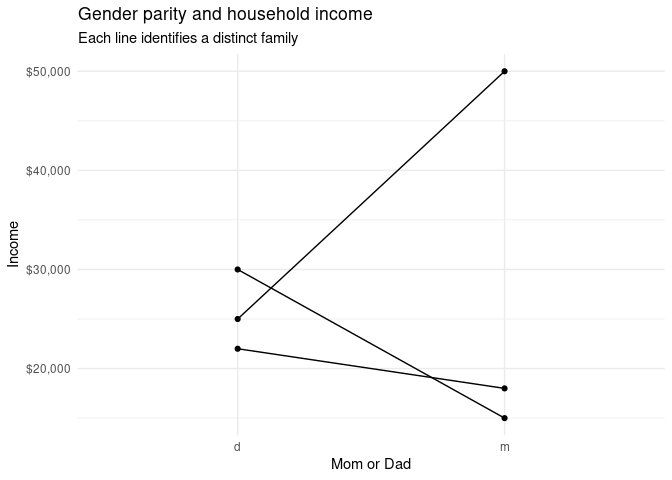 Gender parity and household income
Each line identifies a distinct family
$50,000
$40,000
$30,000
$20,000
Income
d m
Mom or Dad